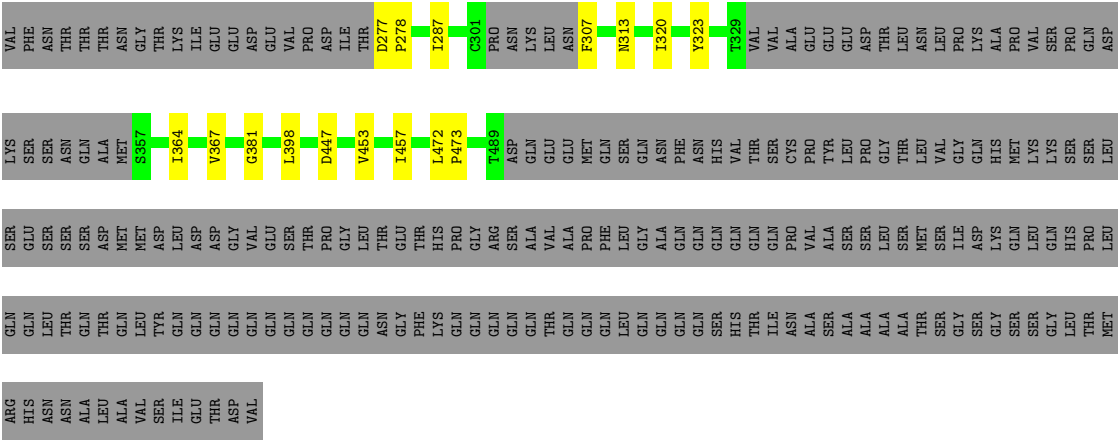 VAL PHE ASN THR THR THR ASN GLY THR LYS ILE GLU GLU ASP GLU VAL PRO ASP ILE THR D277 P278 I287 C301 PRO ASN LYS LEU ASN F307 N313 I320 Y323 T329 VAL VAL ALA GLU GLU GLU ASP THR LEU ASN LEU PRO LYS ALA PRO VAL SER PRO GLN ASP
LYS SER SER ASN GLN ALA MET S357 I364 V367 G381 L398 D447 V453 I457 L472 P473 T489 SER ASP GLN GLU GLU MET GLN SER GLN ASN PHE ASN HIS VAL THR SER CYS PRO TYR LEU PRO GLY THR LEU VAL GLY GLN HIS MET LYS LYS SER SER LEU
SER GLU SER SER SER SER ASP MET MET ASP LEU ASP ASP GLY VAL GLU SER THR PRO GLY LEU THR GLU THR HIS PRO GLY ARG SER ALA VAL ALA PRO PHE LEU GLY ALA GLN GLN GLN GLN GLN GLN PRO VAL ALA SER SER LEU SER MET SER ILE ASP LYS GLN LEU GLN HIS PRO LEU
GLN GLN LEU THR GLN THR GLN LEU TYR GLN GLN GLN GLN GLN GLN GLN GLN GLN GLN LEU ASN GLY PHE LYS GLN GLN GLN GLN GLN THR GLN GLN GLN LEU GLN GLN GLN GLN SER HIS THR ILE ASN ALA SER ALA ALA ALA ALA THR SER GLY SER GLY SER SER GLY LEU THR MET
ARG HIS ASN ASN ALA LEU ALA VAL SER ILE GLU THR ASP VAL